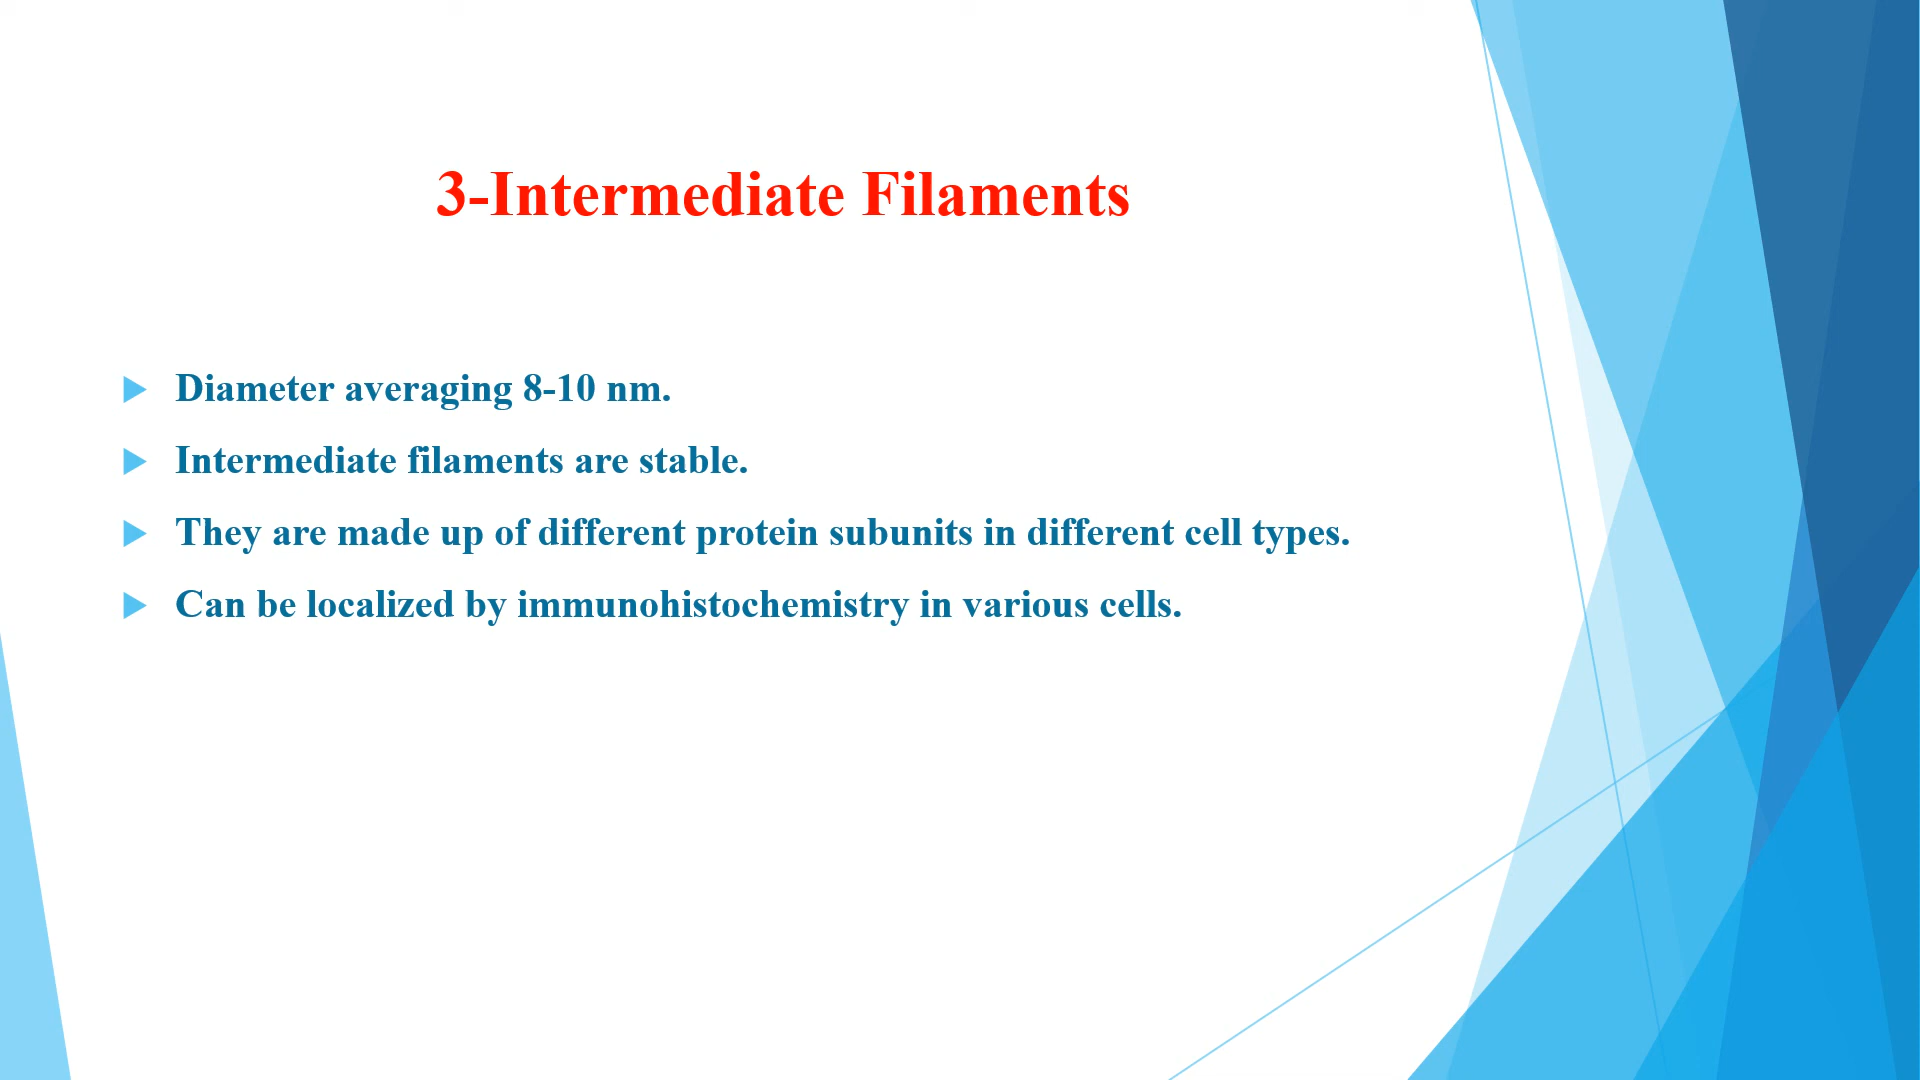 3-Intermediate Filaments
Diameter averaging 8-10 nm.
Intermediate filaments are stable.
They are made up of different protein subunits in different cell types.
Can be localized by immunohistochemistry in various cells.